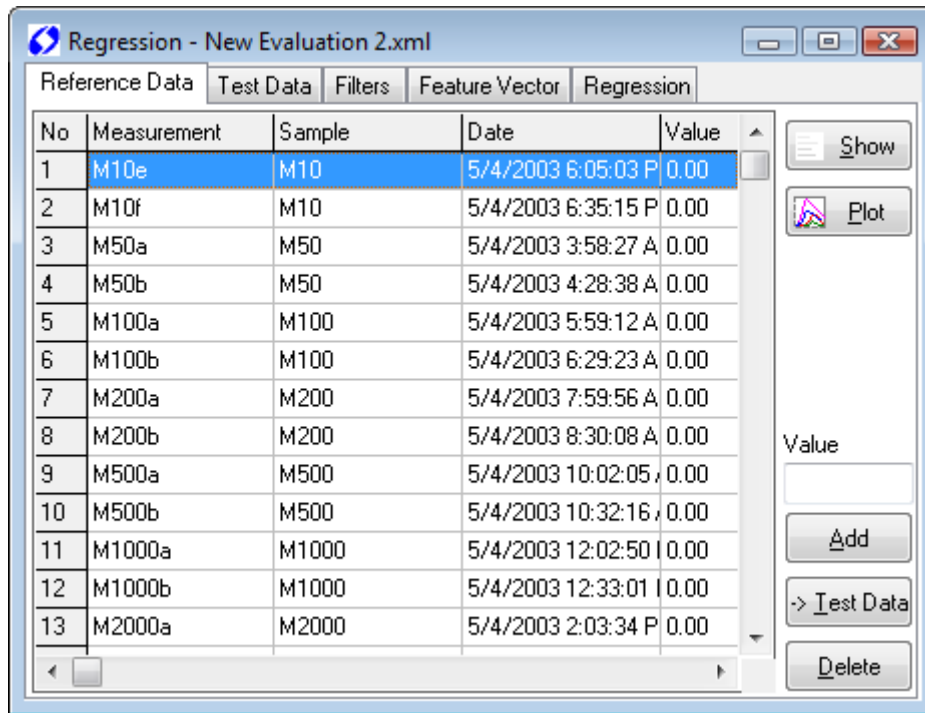 Regression - New Evaluation 2.xml
Reference Data Test Data Filters Feature Vector Regression
No Measurement Sample Date Value
1 M10e M10 5/4/2003 6:05:03 P 0.00
2 M10f M10 5/4/2003 6:35:15 P 0.00
3 M50a M50 5/4/2003 3:58:27 A 0.00
4 M50b M50 5/4/2003 4:28:38 A 0.00
5 M100a M100 5/4/2003 5:59:12 A 0.00
6 M100b M100 5/4/2003 6:29:23 A 0.00
7 M200a M200 5/4/2003 7:59:56 A 0.00
8 M200b M200 5/4/2003 8:30:08 A 0.00
9 M500a M500 5/4/2003 10:02:05 0.00
10 M500b M500 5/4/2003 10:32:16 0.00
11 M1000a M1000 5/4/2003 12:02:50 0.00
12 M1000b M1000 5/4/2003 12:33:01 0.00
13 M2000a M2000 5/4/2003 2:03:34 P 0.00
Show
Plot
Value
Add
-> Test Data
Delete